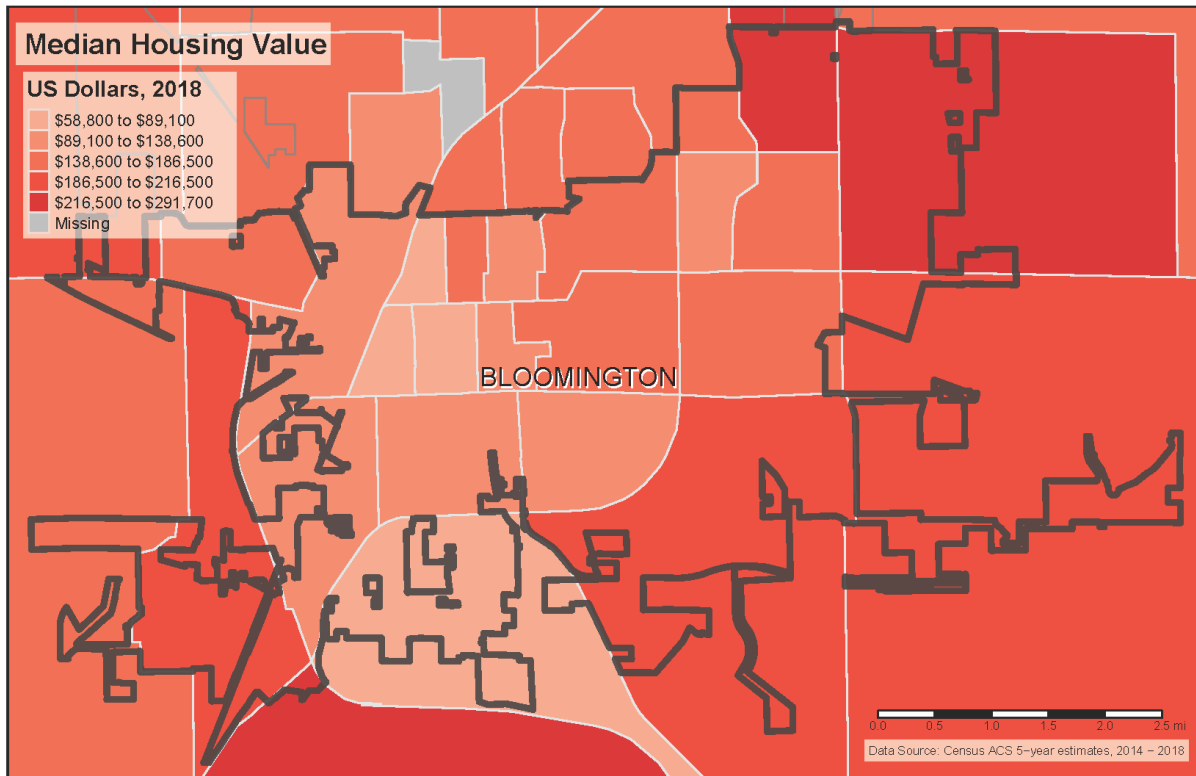 Median Housing Value
US Dollars, 2018
$58,800 to $89,100
$89,100 to $138,600
$138,600 to $186,500
$186,500 to $216,500
$216,500 to $291,700
Missing
BLOOMINGTON
0.0 0.5 1.0 1.5 2.0 2.5 mi
Data Source: Census ACS 5−year estimates, 2014 − 2018